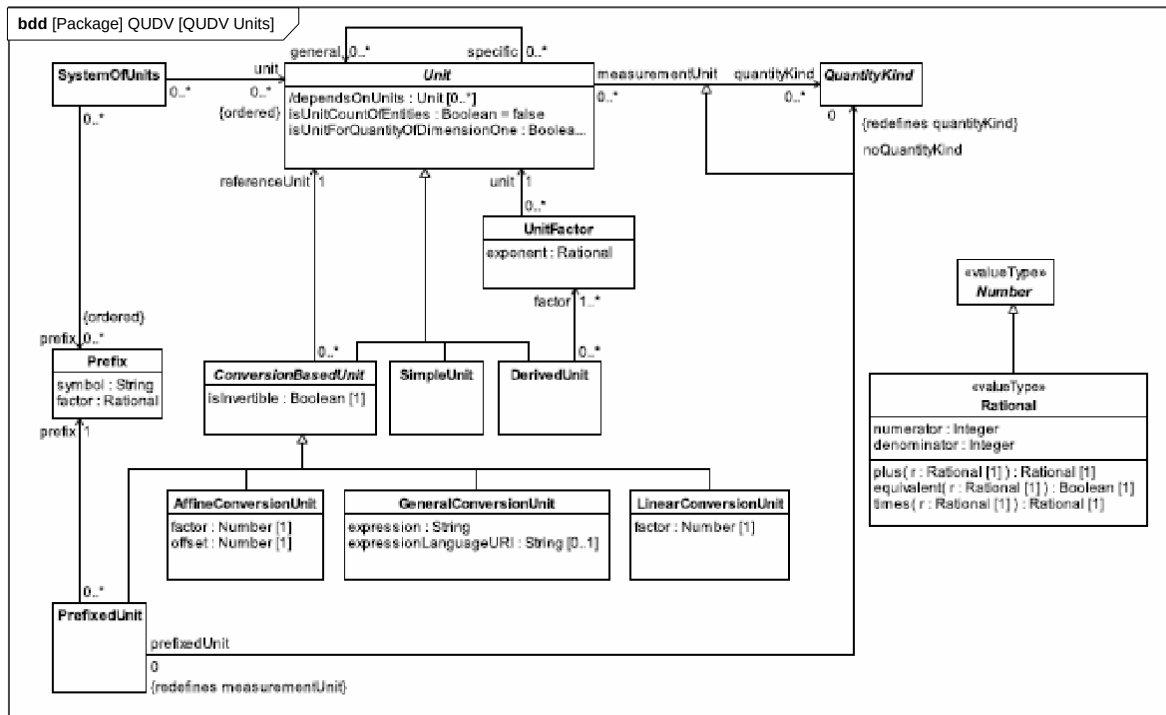 bdd [Package] QUDV [QUDV Units]
general 0..*
specific 0..*
SystemOfUnits
0..*
unit
0..*
{ordered}
0..*
Unit
/dependsOnUnits : Unit [0..*]
isUnitCountOfEntities : Boolean = false
isUnitForQuantityOfDimensionOne : Boolea...
measurementUnit
0..*
quantityKind
0..*
QuantityKind
0
{redefines quantityKind}
noQuantityKind
referenceUnit 1
unit 1
0..*
UnitFactor
exponent : Rational
factor 1..*
«valueType»
Number
{ordered}
prefix 0..*
Prefix
symbol : String
factor : Rational
prefix 1
0..*
ConversionBasedUnit
isInvertible : Boolean [1]
SimpleUnit
0..*
DerivedUnit
«valueType»
Rational
numerator : Integer
denominator : Integer
plus( r : Rational [1] ) : Rational [1]
equivalent( r : Rational [1] ) : Boolean [1]
times( r : Rational [1] ) : Rational [1]
AffineConversionUnit
factor : Number [1]
offset : Number [1]
GeneralConversionUnit
expression : String
expressionLanguageURI : String [0..1]
LinearConversionUnit
factor : Number [1]
0..*
PrefixedUnit
prefixedUnit
0
{redefines measurementUnit}